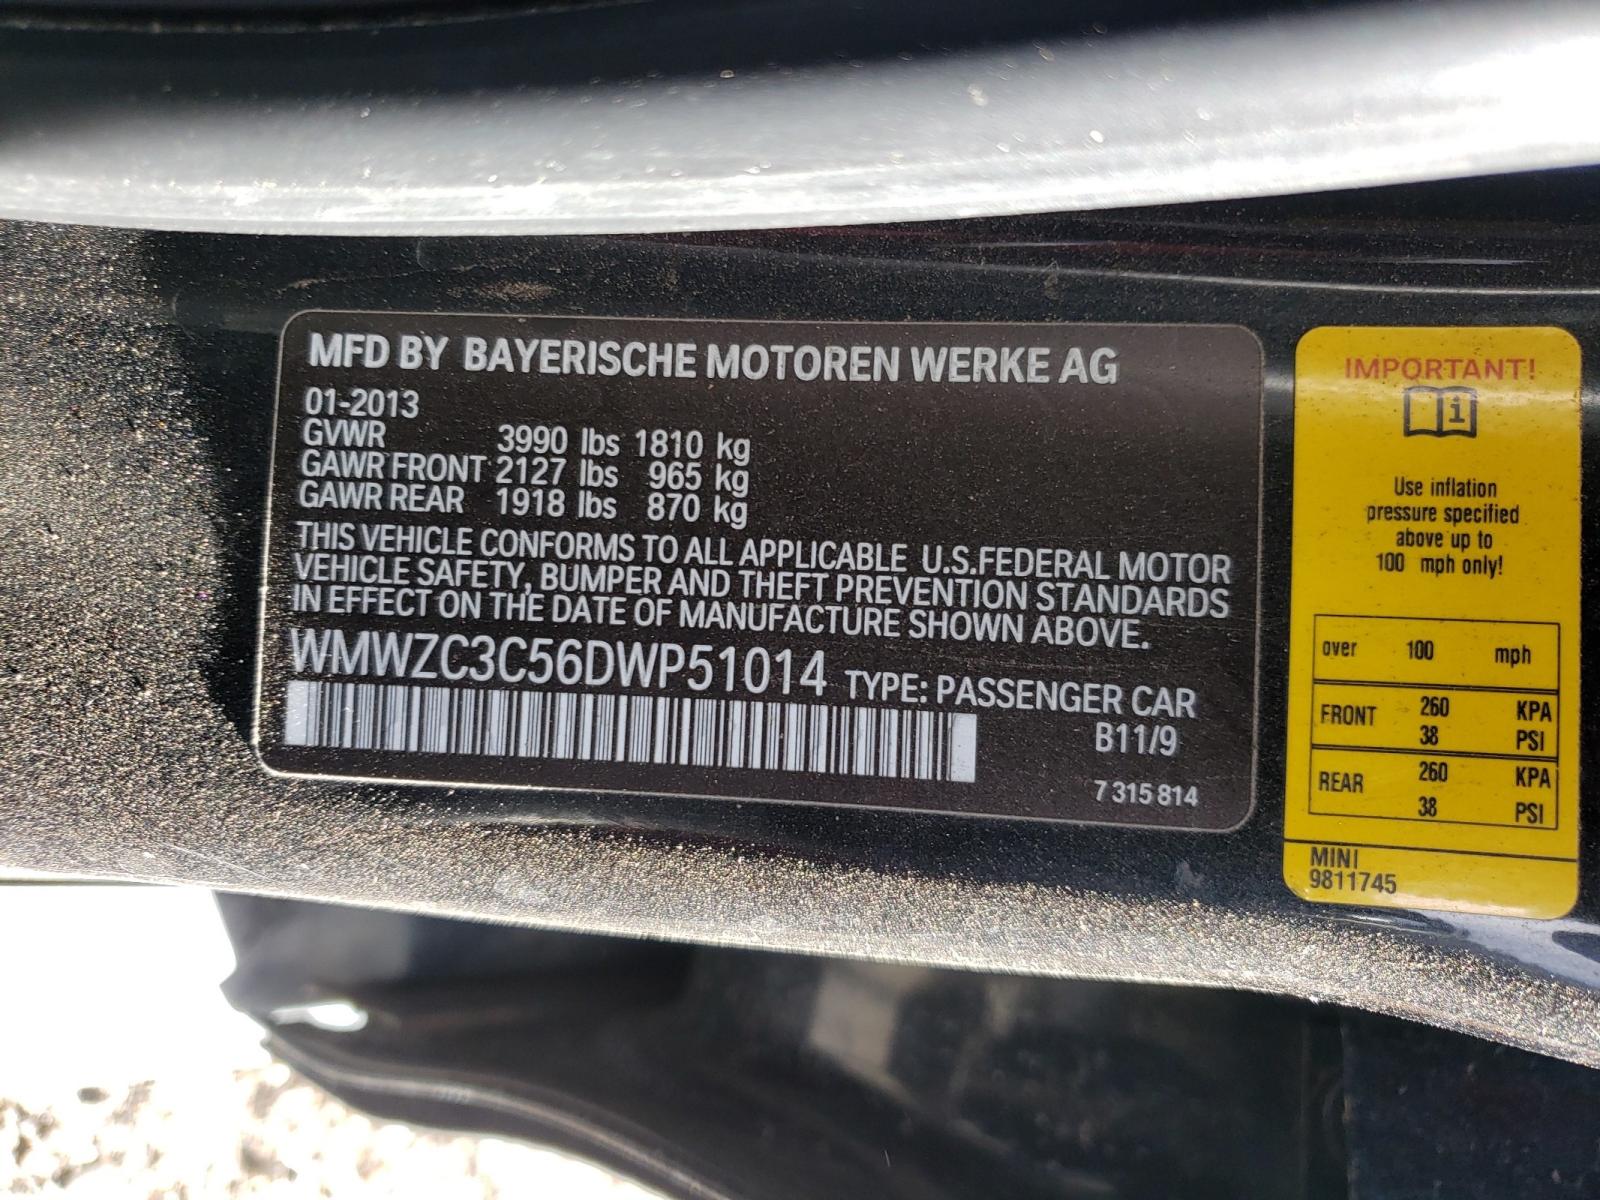 MFD BY BAYERISCHE MOTOREN WERKE AG
01-2013
GVWR 3990 lbs 1810 kg
GAWR FRONT 2127 lbs 965 kg
GAWR REAR 1918 lbs 870 kg
THIS VEHICLE CONFORMS TO ALL APPLICABLE U.S.FEDERAL MOTOR
VEHICLE SAFETY, BUMPER AND THEFT PREVENTION STANDARDS
IN EFFECT ON THE DATE OF MANUFACTURE SHOWN ABOVE.
WMWZC3C56DWP51014 TYPE: PASSENGER CAR
B11/9
7 315 814
IMPORTANT!
i
Use inflation
pressure specified
above up to
100 mph only!
over 100 mph
FRONT 260 KPA
38 PSI
REAR 260 KPA
38 PSI
MINI
9811745